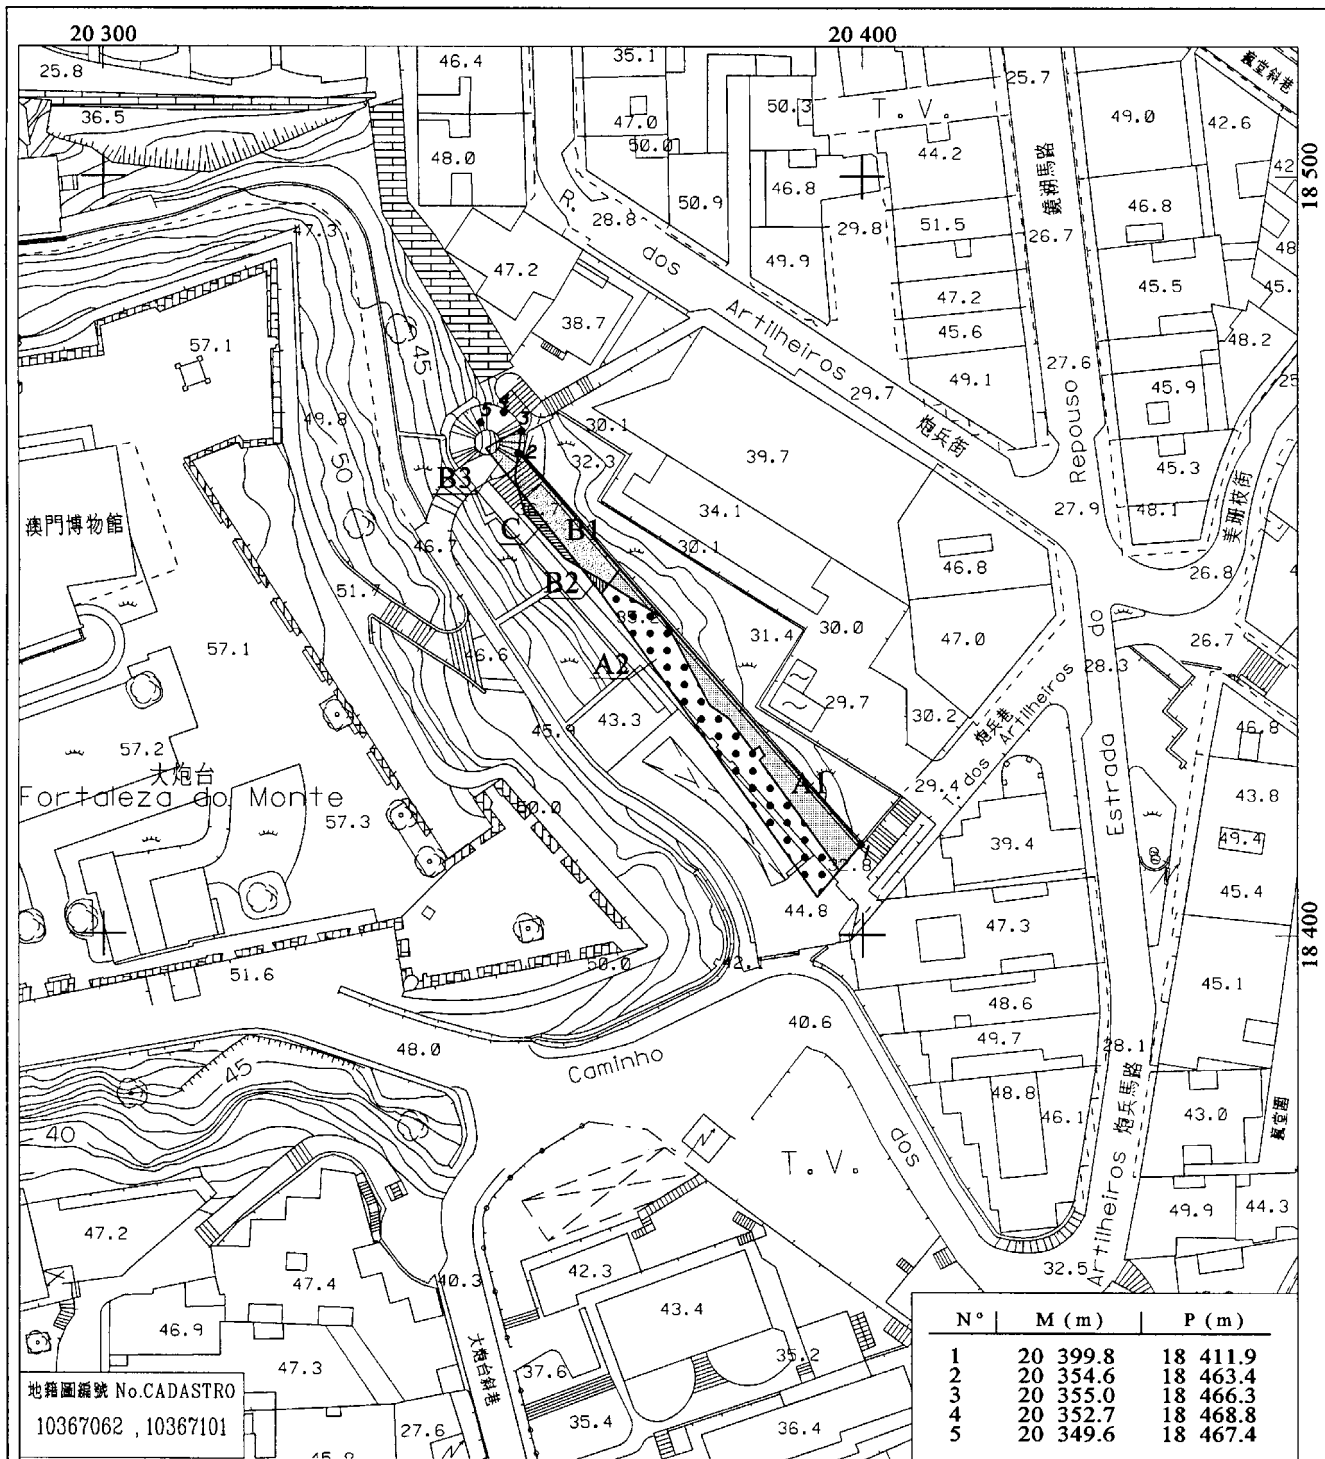 20 300
20 400
25.8
46.4
35.1
25.7
瘋堂斜巷
36.5
50.3
T. V.
49.0
42.6
47.0
50.0
44.2
48.0
46.8
鏡湖馬路
18 500
R.
28.8
50.9
29.8
51.5
46.8
47.3
26.7
dos
49.9
47.2
47.2
45.5
57.1
38.7
Artilheiros
45.6
48.2
45
27.6
49.1
29.7
45.9
49.8
5
4
3
2
30.1
炮兵街
Repouso
32.3
39.7
45.3
50
B3
34.1
27.9
48.1
美珊枝街
澳門博物館
C
B1
46.7
30.1
46.8
26.8
51.7
B2
31.4
30.0
47.0
do
26.7
57.1
46.6
A2
28.3
43.3
29.7
30.2
炮兵巷
T. dos Artilheiros
45.9
46.8
57.2
大炮台
Fortaleza do Monte
50.0
A1
29.4
Estrada
43.8
57.3
1
39.4
49.4
32.8
45.4
44.8
47.3
51.6
50.0
18 400
48.6
45.1
40.6
49.7
48.0
Caminho
28.1
45
48.8
46.1
炮兵馬路
43.0
40
dos
T. V.
瘋堂圍
47.2
49.9
44.3
Artilheiros
47.4
40.3
42.3
32.5
43.4
46.9
47.3
大炮台斜巷
37.6
35.2
27.6
35.4
36.4
地籍圖編號 No.CADASTRO
10367062 , 10367101
Nº M (m) P (m)
1 20 399.8 18 411.9
2 20 354.6 18 463.4
3 20 355.0 18 466.3
4 20 352.7 18 468.8
5 20 349.6 18 467.4